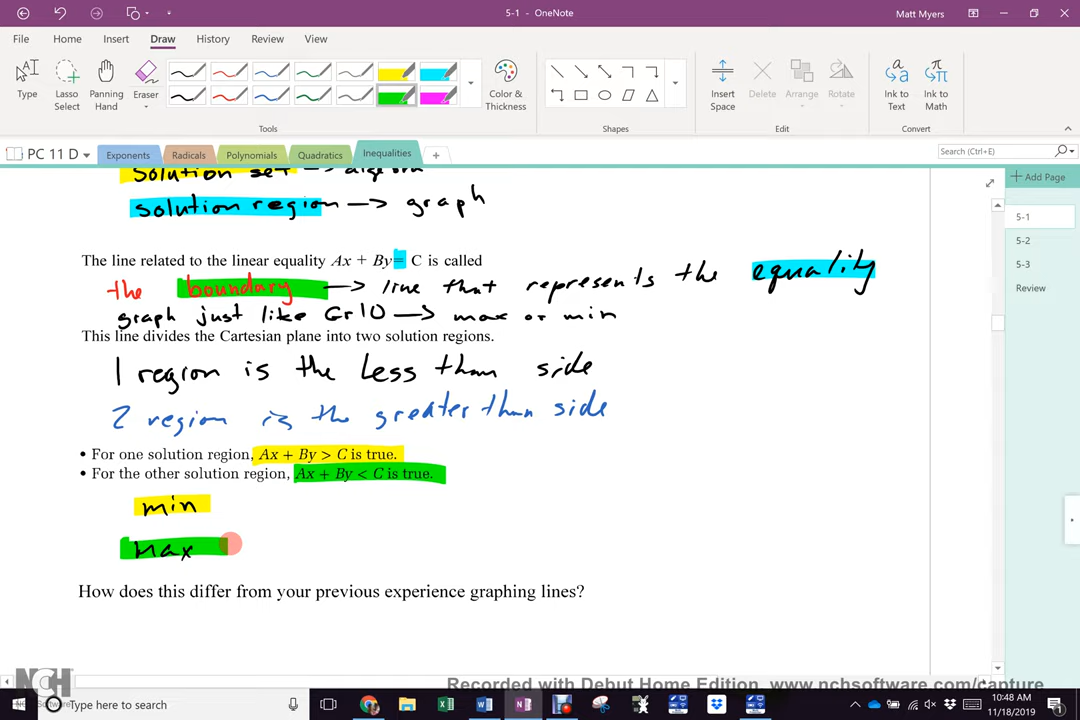 5-1 - OneNote
Matt Myers
File Home Insert Draw History Review View
Type
Lasso Select
Panning Hand
Eraser
Color & Thickness
Insert Space
Delete
Arrange
Rotate
Ink to Text
Ink to Math
Tools
Shapes
Edit
Convert
PC 11 D
Exponents
Radicals
Polynomials
Quadratics
Inequalities
Search (Ctrl+E)
Add Page
5-1
5-2
5-3
Review
solution set -> algebra
solution region -> graph
The line related to the linear equality Ax + By = C is called
the boundary -> line that represents the equality
graph just like Gr10 -> max or min
This line divides the Cartesian plane into two solution regions.
1 region is the less than side
2 region is the greater than side
• For one solution region, Ax + By > C is true.
• For the other solution region, Ax + By < C is true.
min
max
How does this differ from your previous experience graphing lines?
NCH
Recorded with Debut Home Edition. www.nchsoftware.com/capture
Type here to search
10:48 AM
11/18/2019